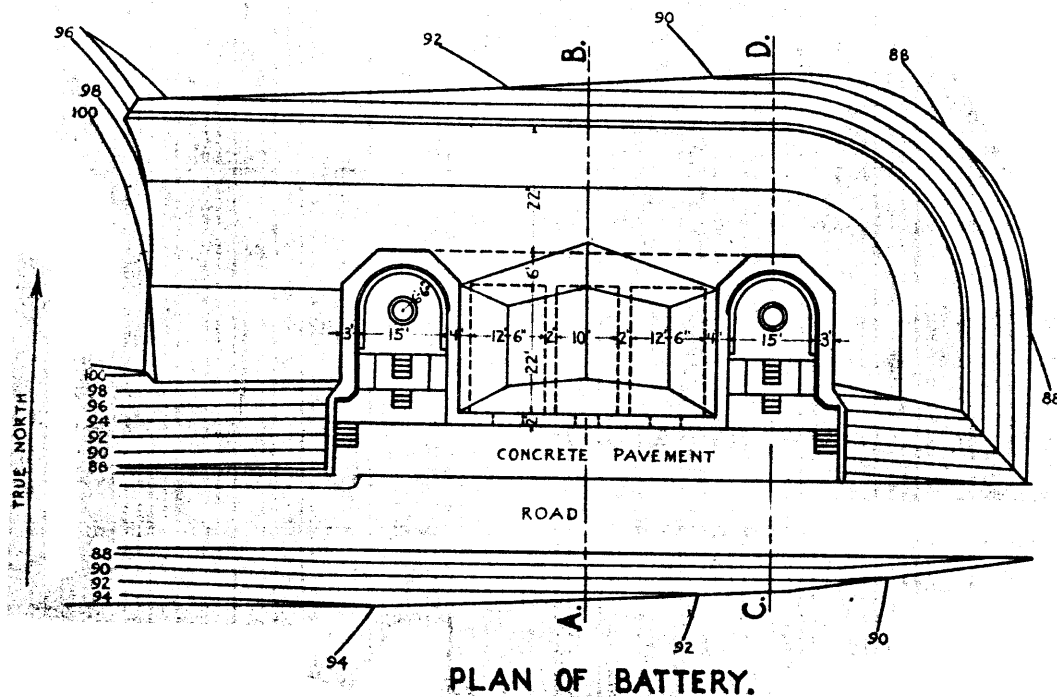 96
98
100
92
90
88
B.
D.
22'
6'
6'6"
3' 15' 4' 12' 6" 2' 10' 2' 12' 6" 4' 15' 3'
22'
2'
100
98
96
94
92
90
88
88
CONCRETE PAVEMENT
ROAD
TRUE NORTH
88
90
92
94
94
A.
92
C.
90
PLAN OF BATTERY.